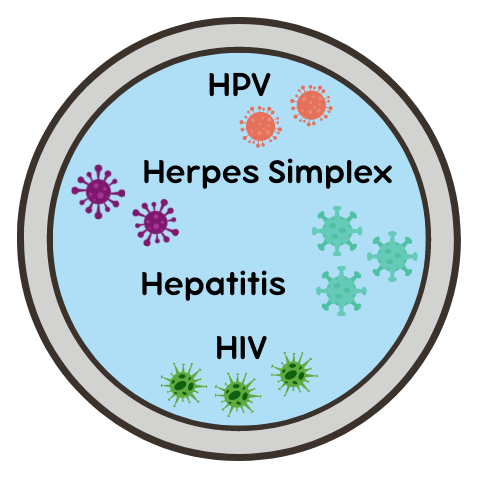 HPV
Herpes Simplex
Hepatitis
HIV